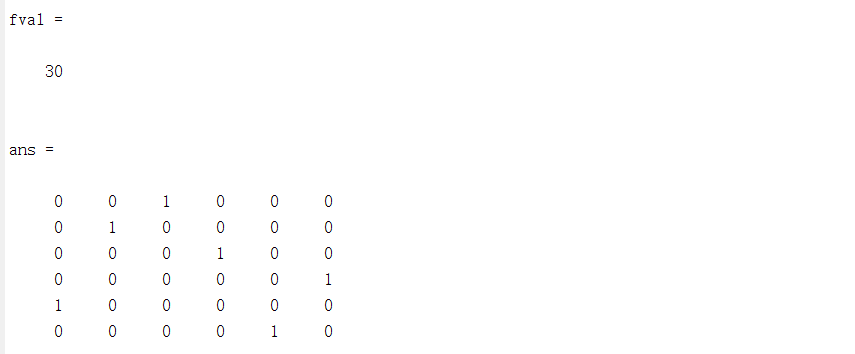 fval =
30
ans =
0 0 1 0 0 0
0 1 0 0 0 0
0 0 0 1 0 0
0 0 0 0 0 1
1 0 0 0 0 0
0 0 0 0 1 0